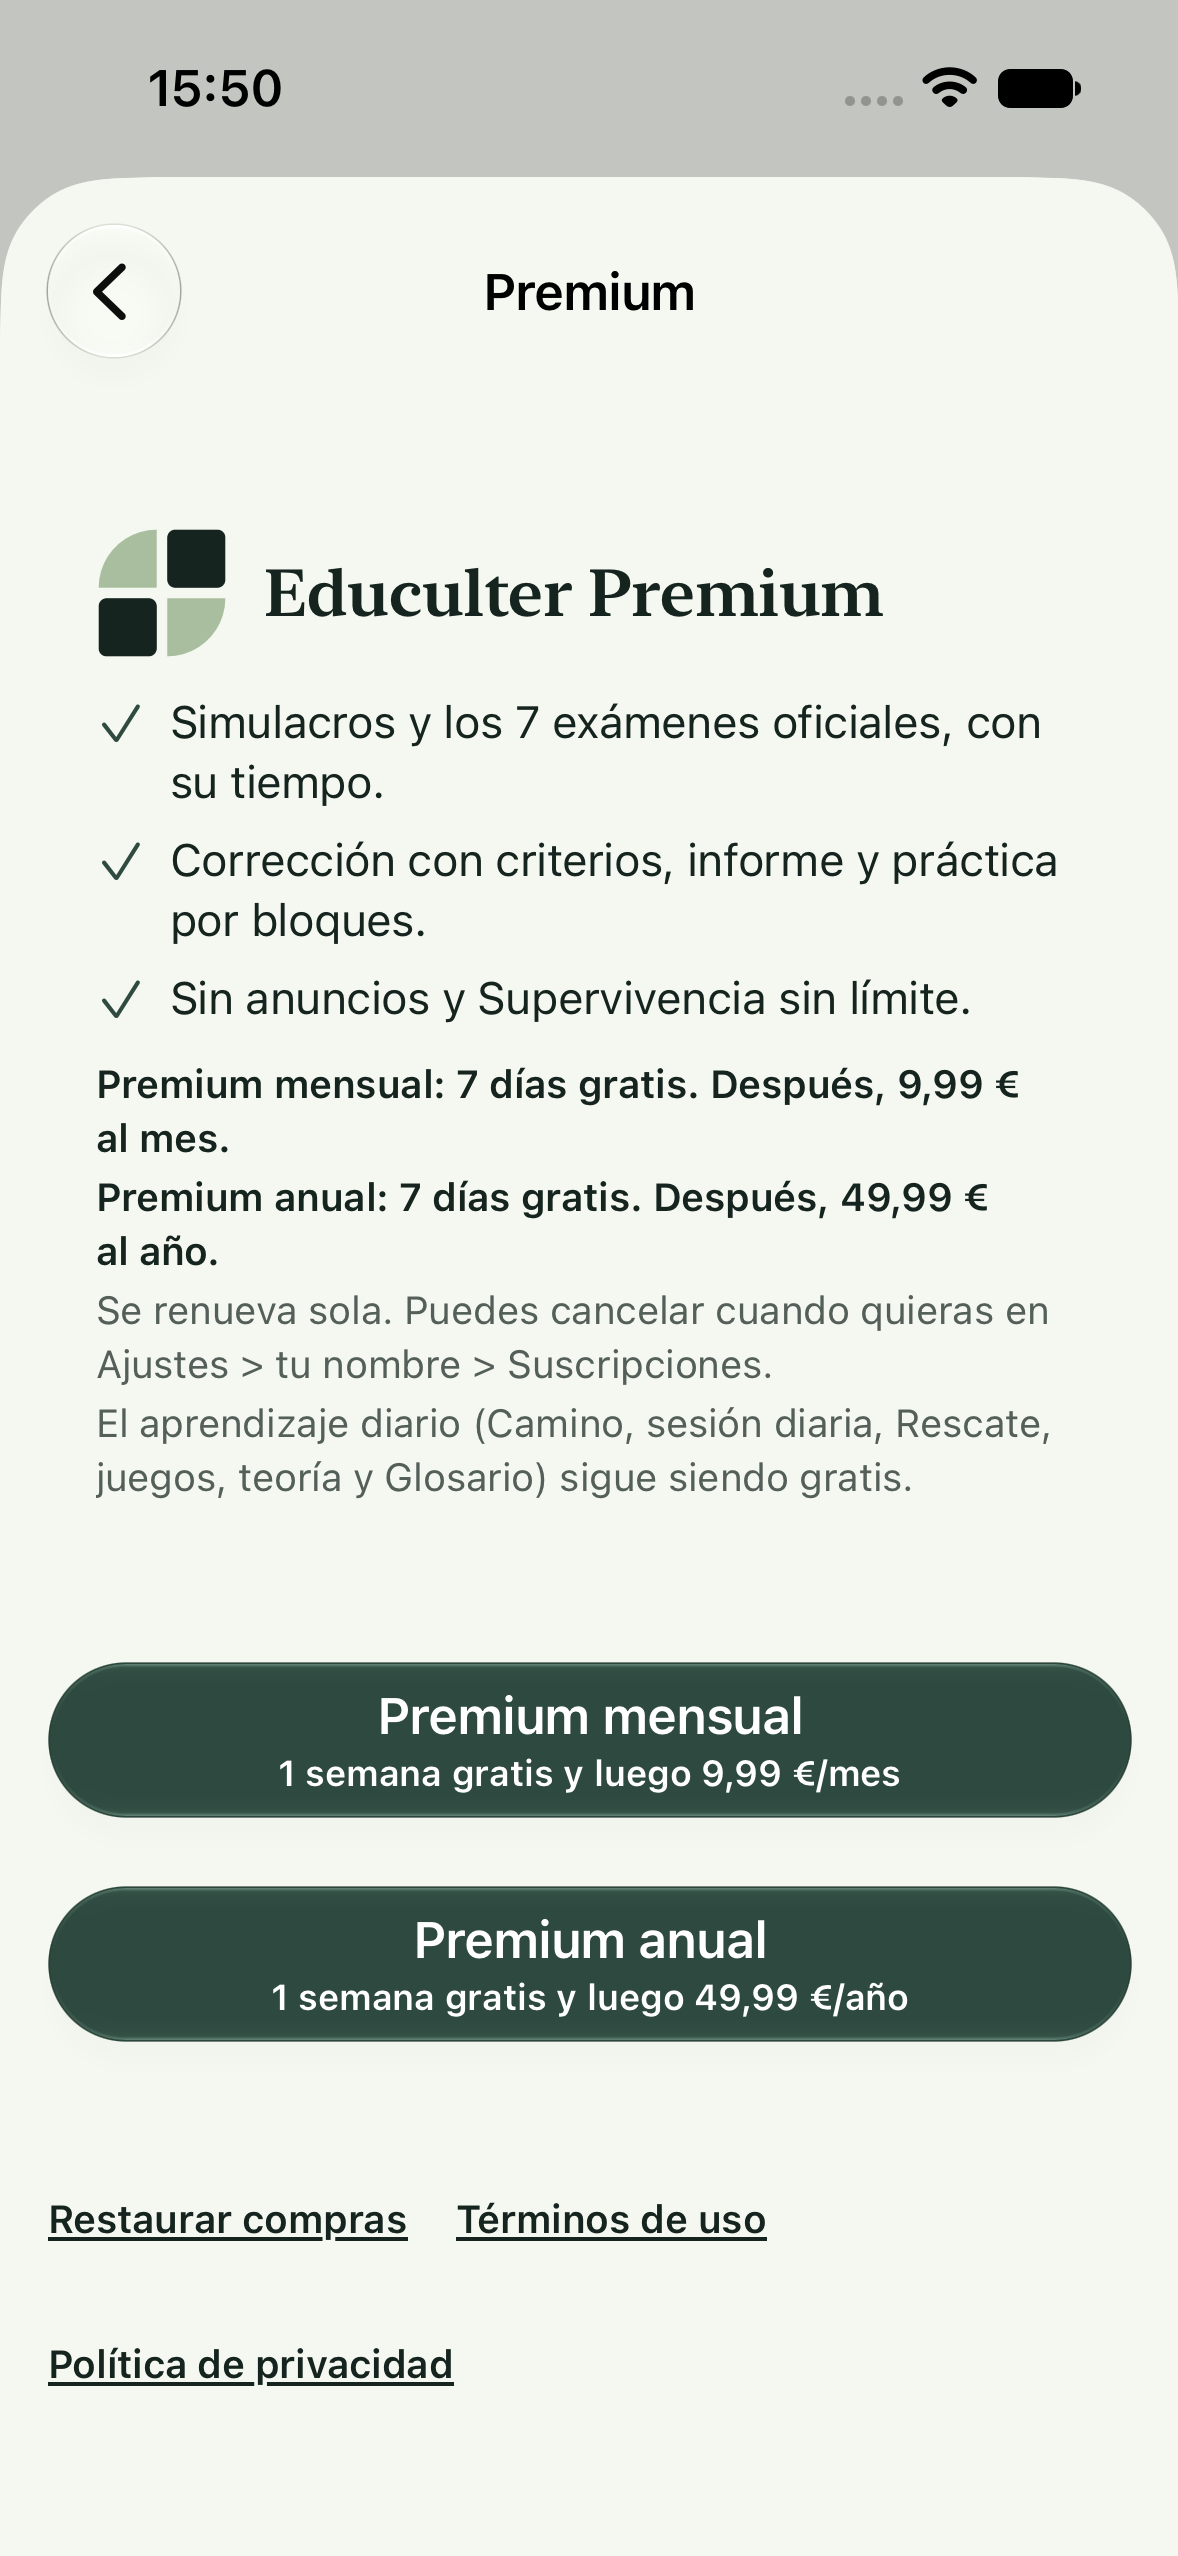 15:50
Premium
Educulter Premium
Simulacros y los 7 exámenes oficiales, con
su tiempo.
Corrección con criterios, informe y práctica
por bloques.
Sin anuncios y Supervivencia sin límite.
Premium mensual: 7 días gratis. Después, 9,99 €
al mes.
Premium anual: 7 días gratis. Después, 49,99 €
al año.
Se renueva sola. Puedes cancelar cuando quieras en
Ajustes > tu nombre > Suscripciones.
El aprendizaje diario (Camino, sesión diaria, Rescate,
juegos, teoría y Glosario) sigue siendo gratis.
Premium mensual
1 semana gratis y luego 9,99 €/mes
Premium anual
1 semana gratis y luego 49,99 €/año
Restaurar compras Términos de uso
Política de privacidad